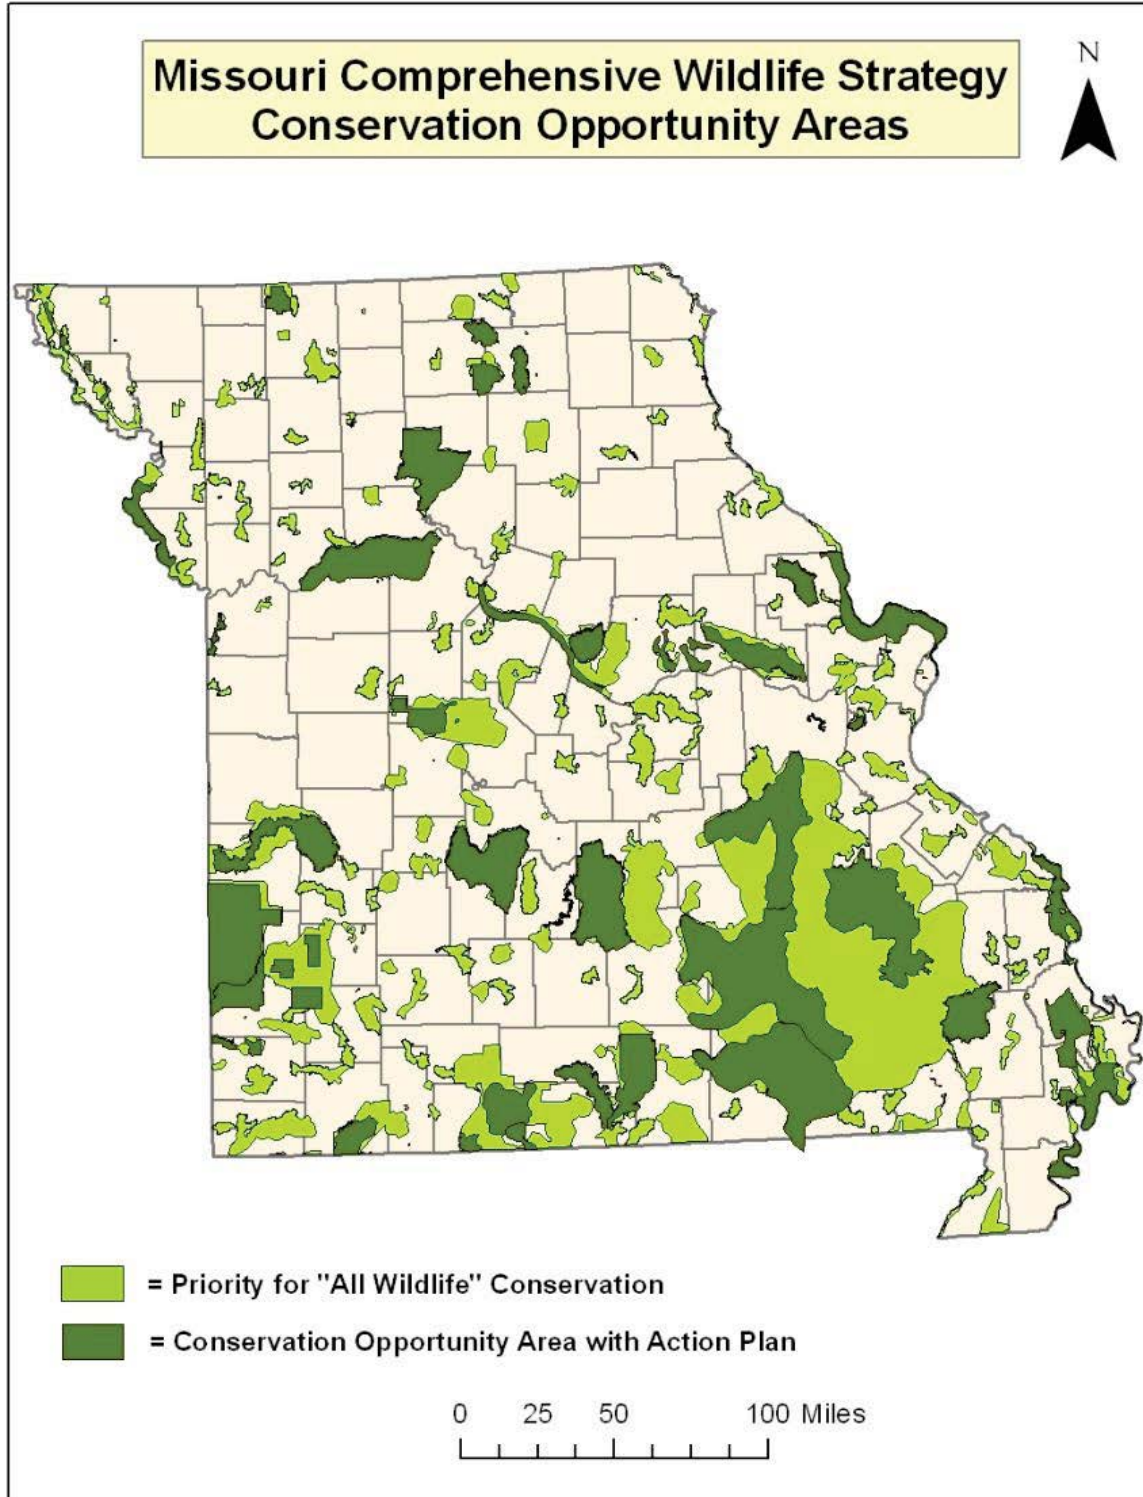 Missouri Comprehensive Wildlife Strategy
Conservation Opportunity Areas
N
= Priority for "All Wildlife" Conservation
= Conservation Opportunity Area with Action Plan
0 25 50 100 Miles